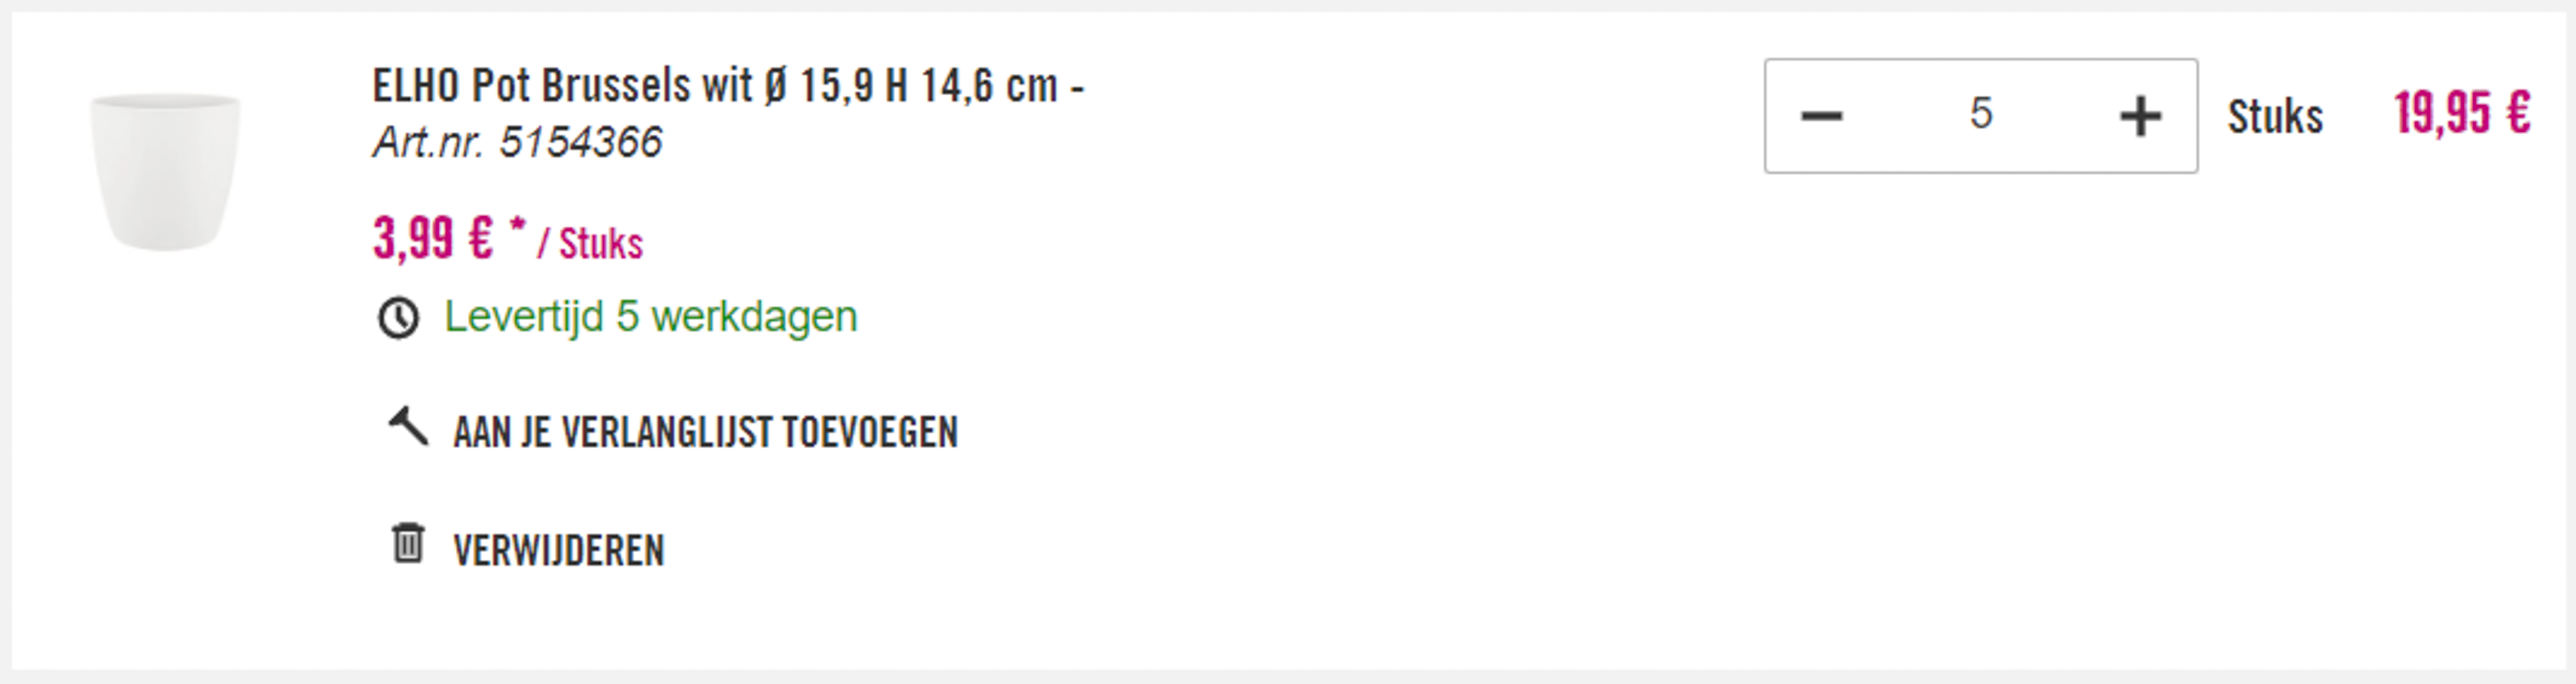 ELHO Pot Brussels wit Ø 15,9 H 14,6 cm -
Art.nr. 5154366
3,99 € * / Stuks
Levertijd 5 werkdagen
AAN JE VERLANGLIJST TOEVOEGEN
VERWIJDEREN
− 5 + Stuks 19,95 €